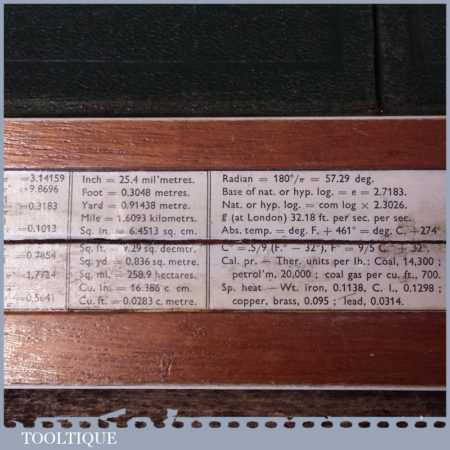 =3.14159 Inch = 25.4 mil'metres. Radian = 180°/π = 57.29 deg.
=9.8696 Foot = 0.3048 metres. Base of nat. or hyp. log. = e = 2.7183.
=0.3183 Yard = 0.91438 metre. Nat. or hyp. log. = com log × 2.3026.
Mile = 1.6093 kilometrs. g (at London) 32.18 ft. per sec. per sec.
=0.1013 Sq. in. = 6.4513 sq. cm. Abs. temp. = deg. F. + 461° = deg. C. +274°
=0.7854 Sq. ft. = 9.29 sq. decmtr. C°=5/9 (F.° − 32°), F° = 9/5 C.° + 32°.
=1.7724 Sq. yd = 0.836 sq. metre. Cal. pr. — Ther. units per lb.: Coal, 14,300 ;
Sq. ml. = 258.9 hectares. petrol'm, 20,000 ; coal gas per cu. ft., 700.
=0.5641 Cu. in. = 16.386 c. cm. Sp. heat — Wt. iron, 0.1138, C. I., 0.1298 ;
Cu. ft. = 0.0283 c. metre. copper, brass, 0.095 ; lead, 0.0314.
TOOLTIQUE